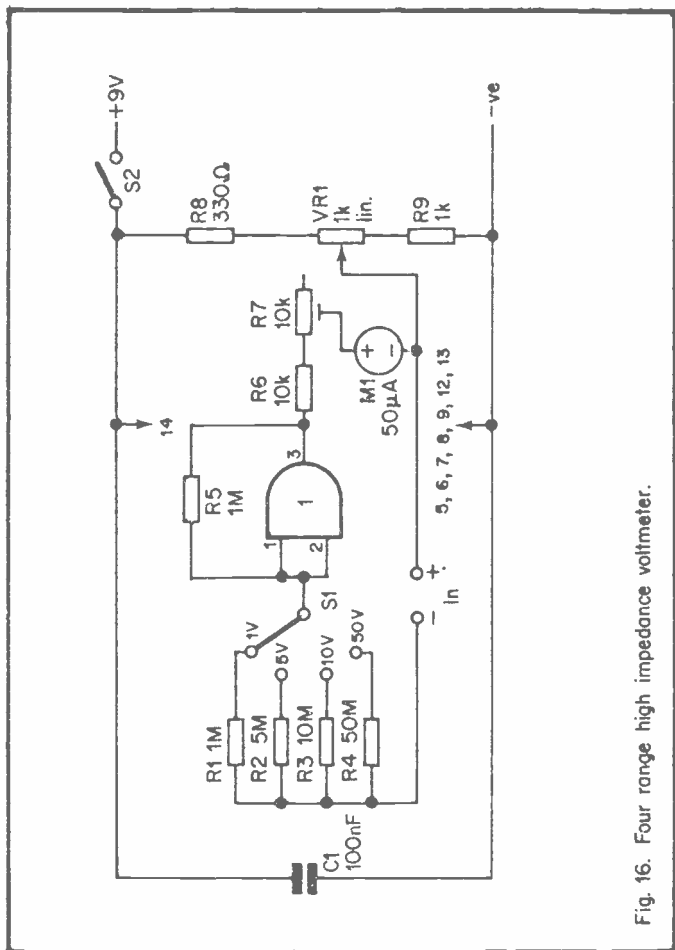 +9V
S2
R8
330Ω
VR1
1k
lin.
R9
1k
-ve
R7
10k
R6
10k
+
-
M1
50μA
14
5, 6, 7, 8, 9, 12, 13
R5
1M
1
2
3
1
S1
1V
5V
10V
50V
R1 1M
R2 5M
R3 10M
R4 50M
- +
In
C1
100nF
Fig. 16. Four range high impedance voltmeter.